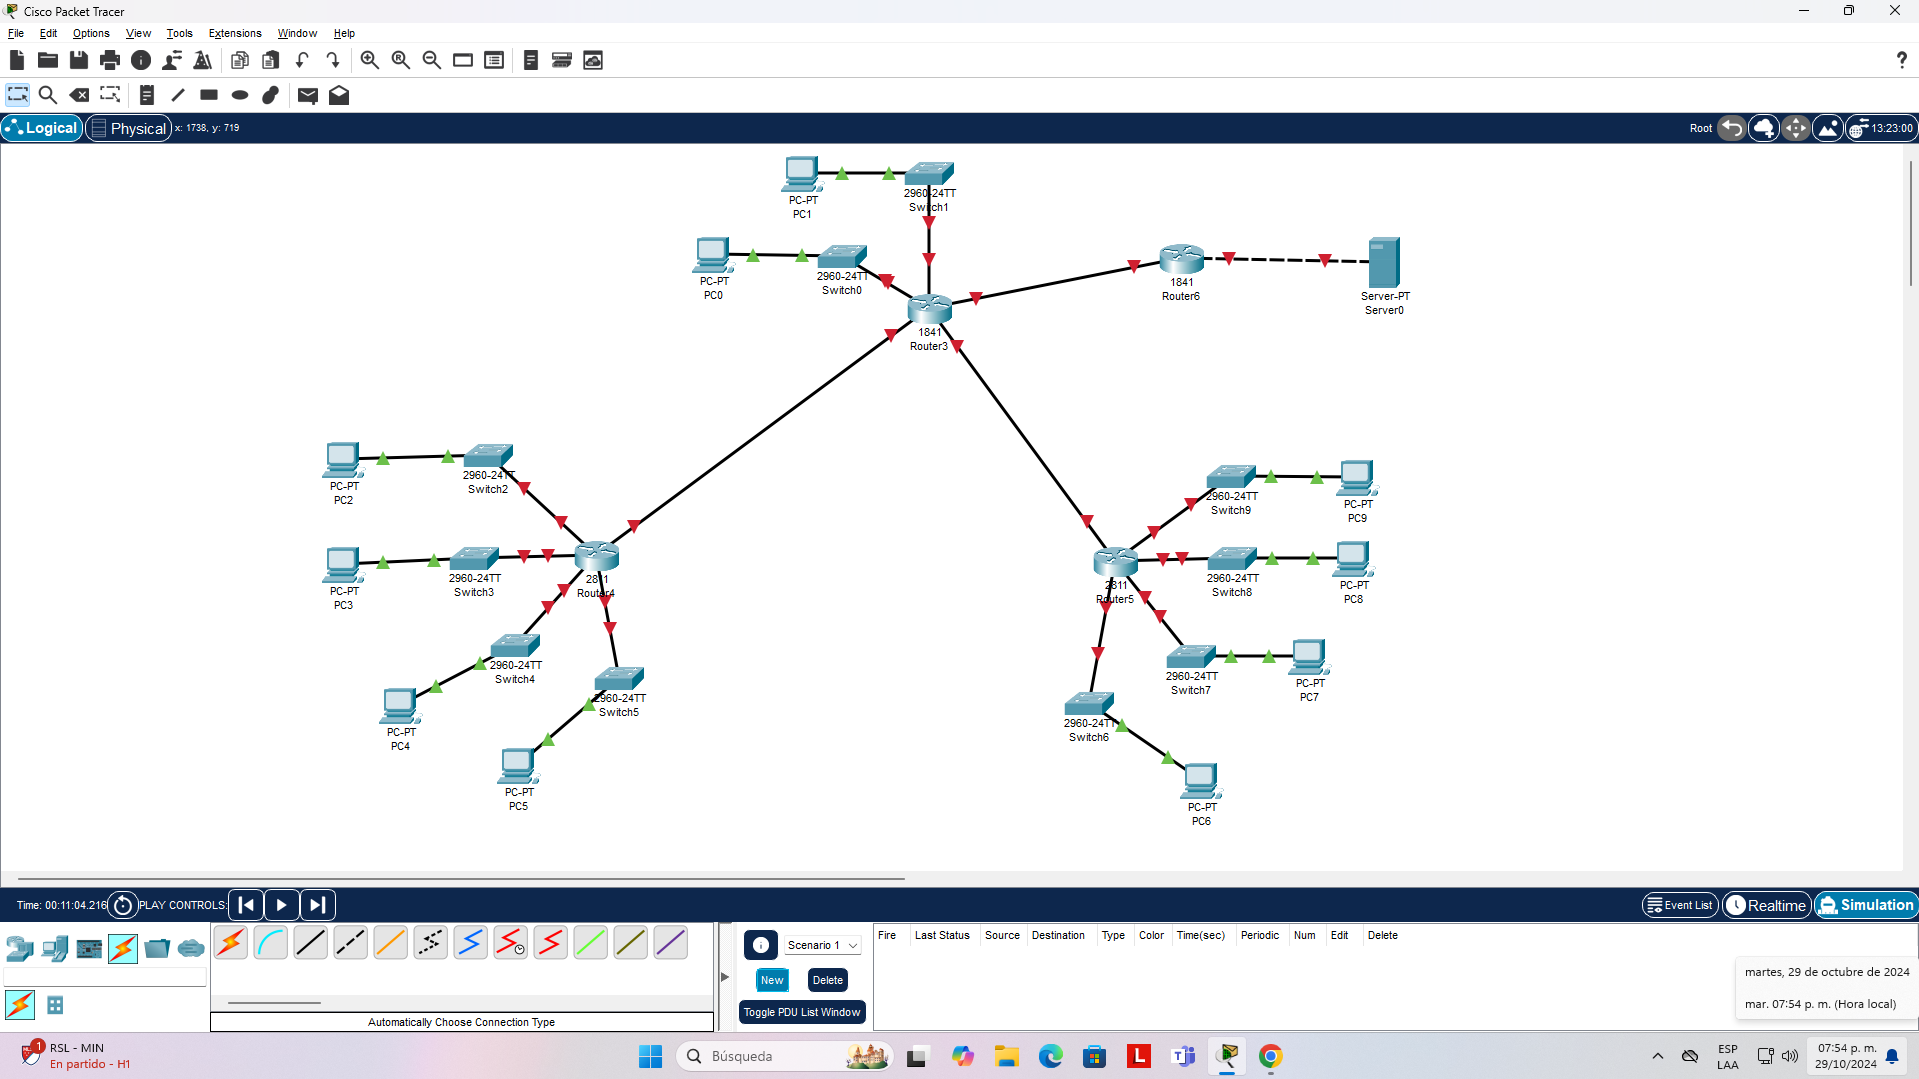 Cisco Packet Tracer
File Edit Options View Tools Extensions Window Help
Logical Physical x: 1738, y: 719 Root 13:23:00
PC-PT
PC1
2960-24TT
Switch1
PC-PT
PC0
2960-24TT
Switch0
1841
Router6
Server-PT
Server0
1841
Router3
PC-PT
PC2
2960-24TT
Switch2
2960-24TT
Switch9
PC-PT
PC9
PC-PT
PC3
2960-24TT
Switch3
2811
Router4
2811
Router5
2960-24TT
Switch8
PC-PT
PC8
2960-24TT
Switch4
2960-24TT
Switch5
2960-24TT
Switch7
PC-PT
PC7
PC-PT
PC4
2960-24TT
Switch6
PC-PT
PC5
PC-PT
PC6
Time: 00:11:04.216 PLAY CONTROLS: Event List Realtime Simulation
Scenario 1
New Delete
Toggle PDU List Window
Fire Last Status Source Destination Type Color Time(sec) Periodic Num Edit Delete
Automatically Choose Connection Type
martes, 29 de octubre de 2024
mar. 07:54 p. m. (Hora local)
1
RSL - MIN
En partido - H1
Búsqueda
L
ESP
LAA
07:54 p. m.
29/10/2024